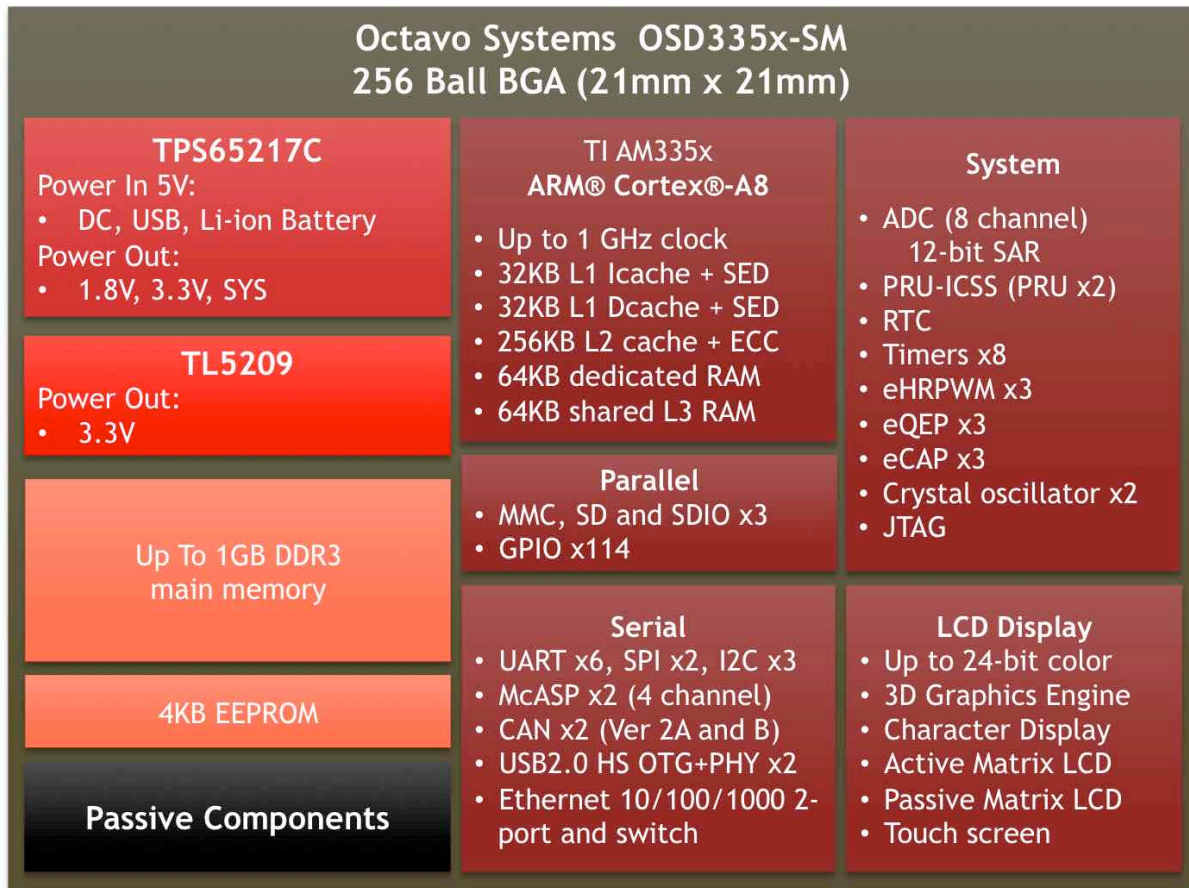 Octavo Systems OSD335x-SM
256 Ball BGA (21mm x 21mm)
TPS65217C
Power In 5V:
• DC, USB, Li-ion Battery
Power Out:
• 1.8V, 3.3V, SYS
TL5209
Power Out:
• 3.3V
Up To 1GB DDR3
main memory
4KB EEPROM
Passive Components
TI AM335x
ARM® Cortex®-A8
• Up to 1 GHz clock
• 32KB L1 Icache + SED
• 32KB L1 Dcache + SED
• 256KB L2 cache + ECC
• 64KB dedicated RAM
• 64KB shared L3 RAM
Parallel
• MMC, SD and SDIO x3
• GPIO x114
Serial
• UART x6, SPI x2, I2C x3
• McASP x2 (4 channel)
• CAN x2 (Ver 2A and B)
• USB2.0 HS OTG+PHY x2
• Ethernet 10/100/1000 2-
port and switch
System
• ADC (8 channel)
12-bit SAR
• PRU-ICSS (PRU x2)
• RTC
• Timers x8
• eHRPWM x3
• eQEP x3
• eCAP x3
• Crystal oscillator x2
• JTAG
LCD Display
• Up to 24-bit color
• 3D Graphics Engine
• Character Display
• Active Matrix LCD
• Passive Matrix LCD
• Touch screen